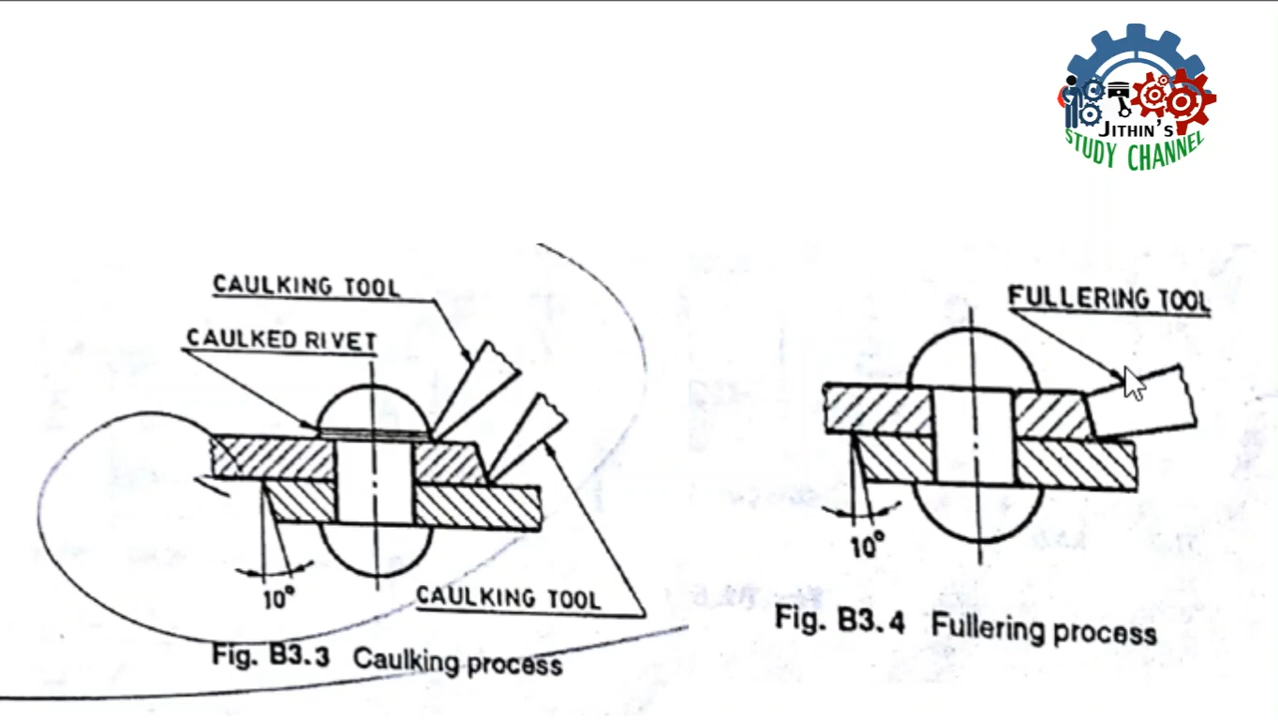 JITHIN'S
STUDY CHANNEL
CAULKING TOOL
CAULKED RIVET
10°
CAULKING TOOL
Fig. B3.3 Caulking process
FULLERING TOOL
10°
Fig. B3.4 Fullering process